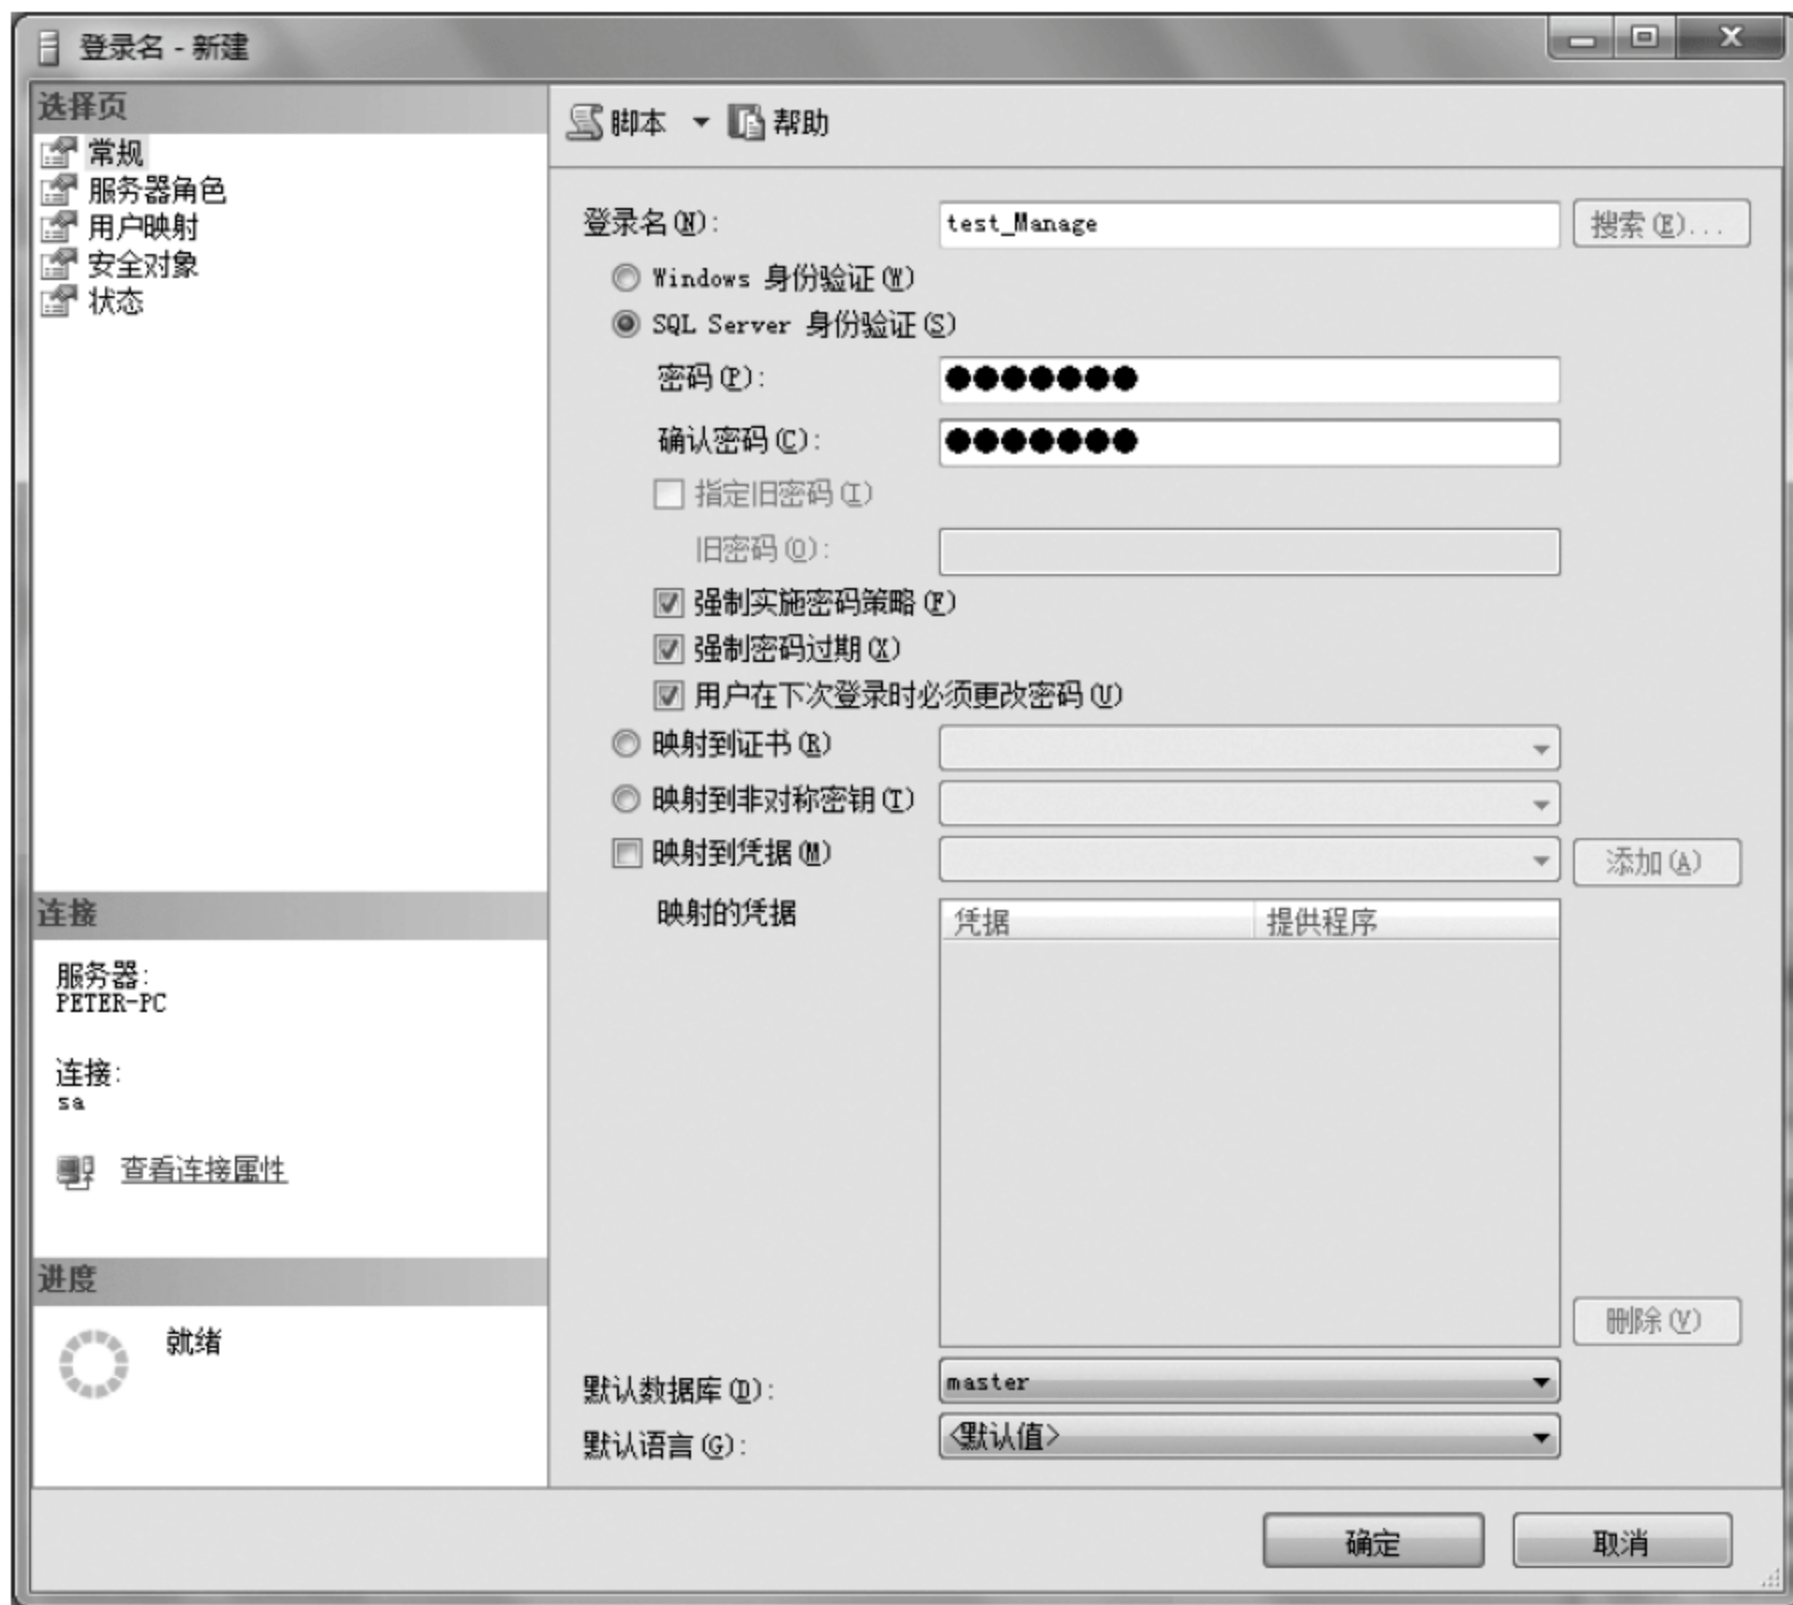 登录名 - 新建
选择页
常规
服务器角色
用户映射
安全对象
状态
连接
服务器:
PETER-PC
连接:
sa
查看连接属性
进度
就绪
脚本 帮助
登录名(N): test_Manage 搜索(E)...
Windows 身份验证(W)
SQL Server 身份验证(S)
密码(P): ●●●●●●●
确认密码(C): ●●●●●●●
指定旧密码(I)
旧密码(O):
强制实施密码策略(F)
强制密码过期(X)
用户在下次登录时必须更改密码(U)
映射到证书(R)
映射到非对称密钥(T)
映射到凭据(M) 添加(A)
映射的凭据 凭据 提供程序
删除(V)
默认数据库(D): master
默认语言(G): <默认值>
确定 取消